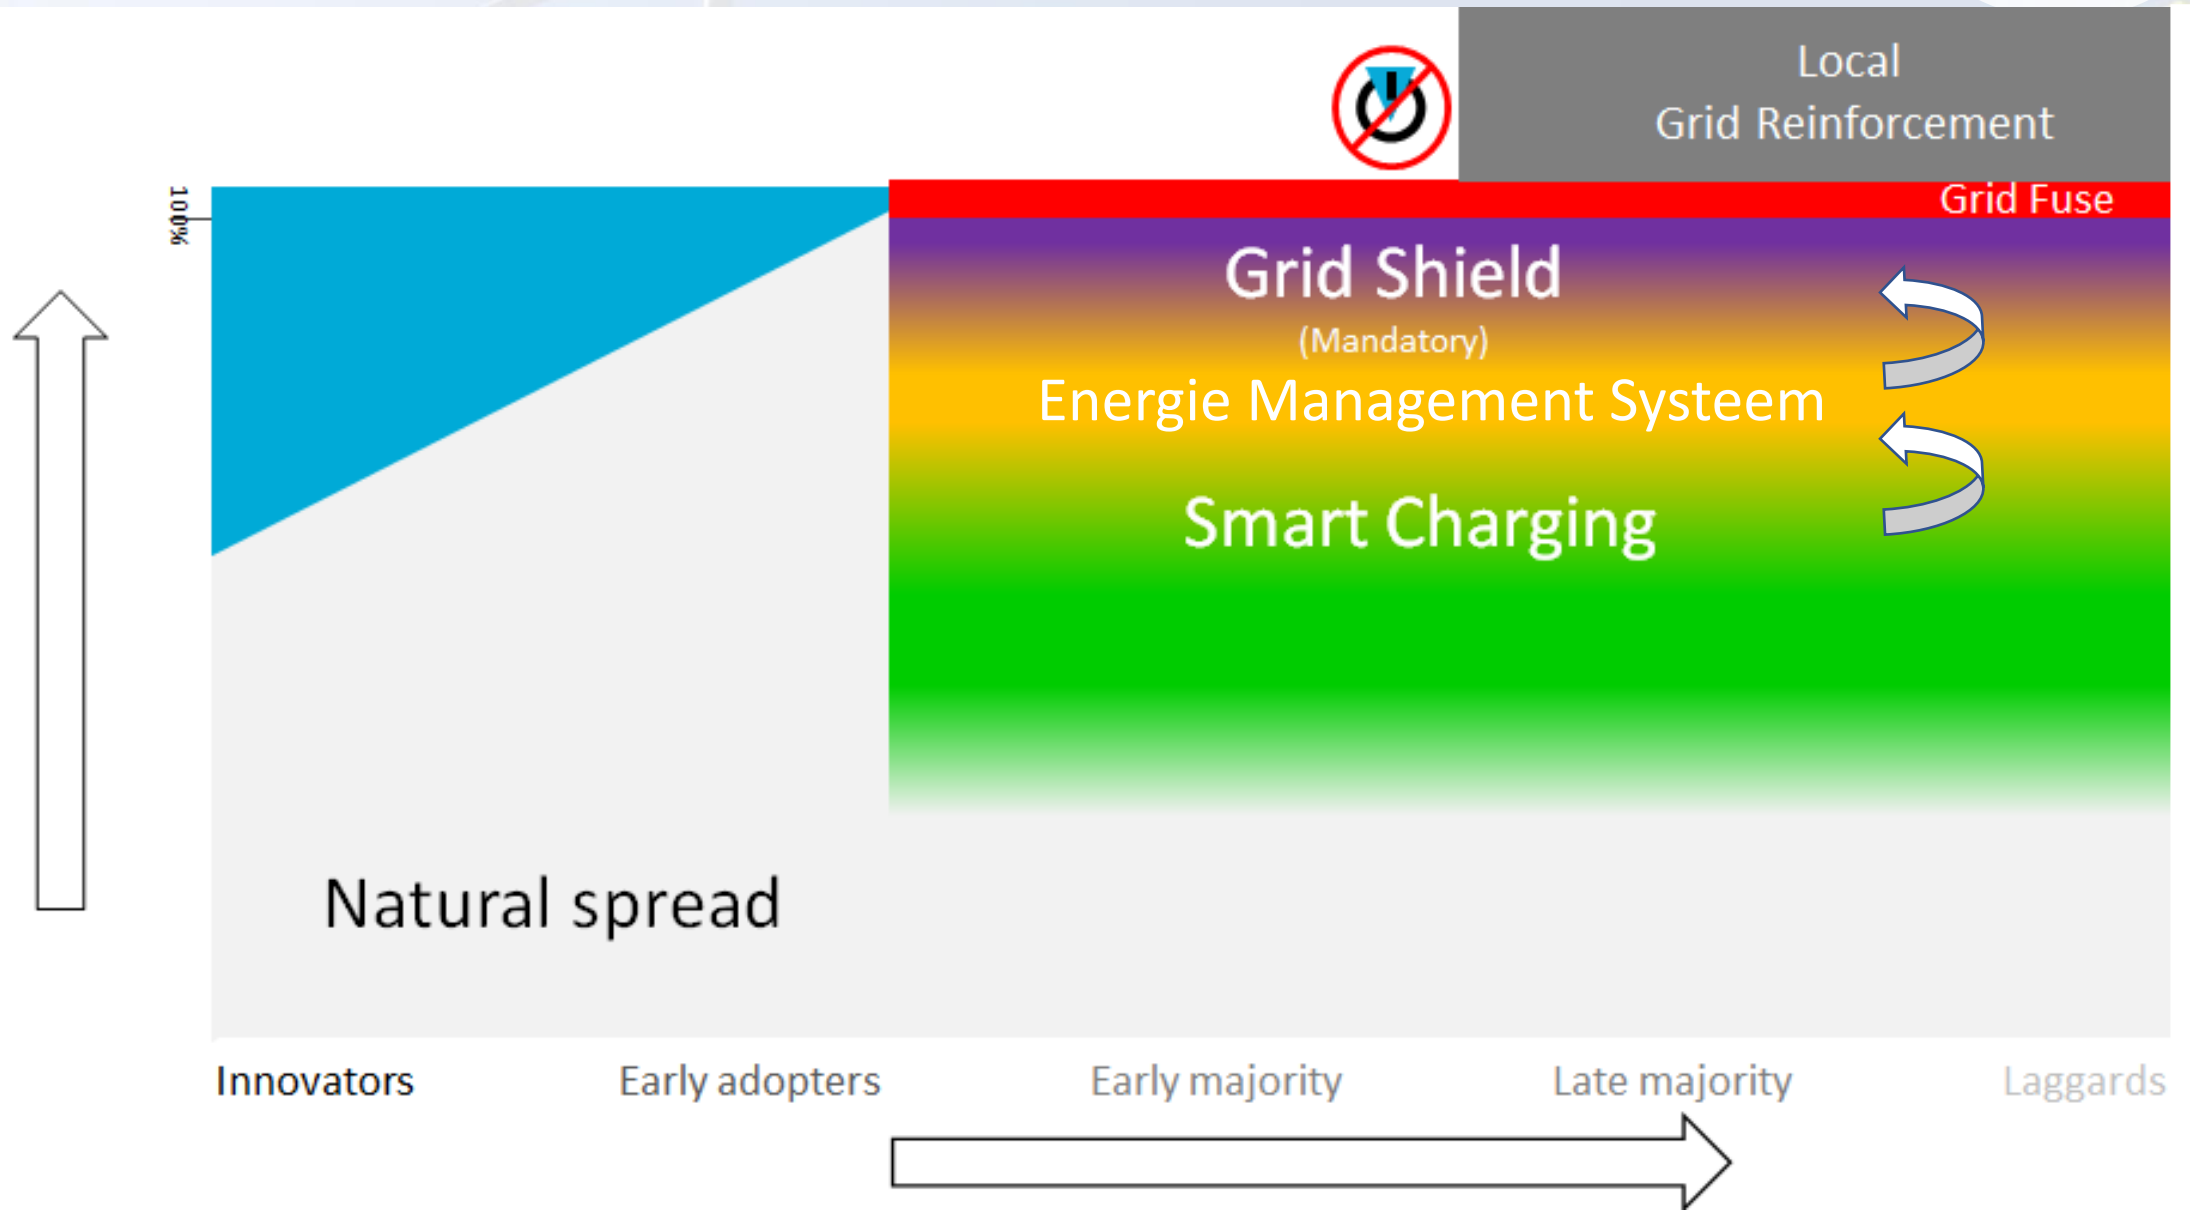 Local
Grid Reinforcement
100%
Grid Fuse
Grid Shield
(Mandatory)
Energie Management Systeem
Smart Charging
Natural spread
Innovators
Early adopters
Early majority
Late majority
Laggards